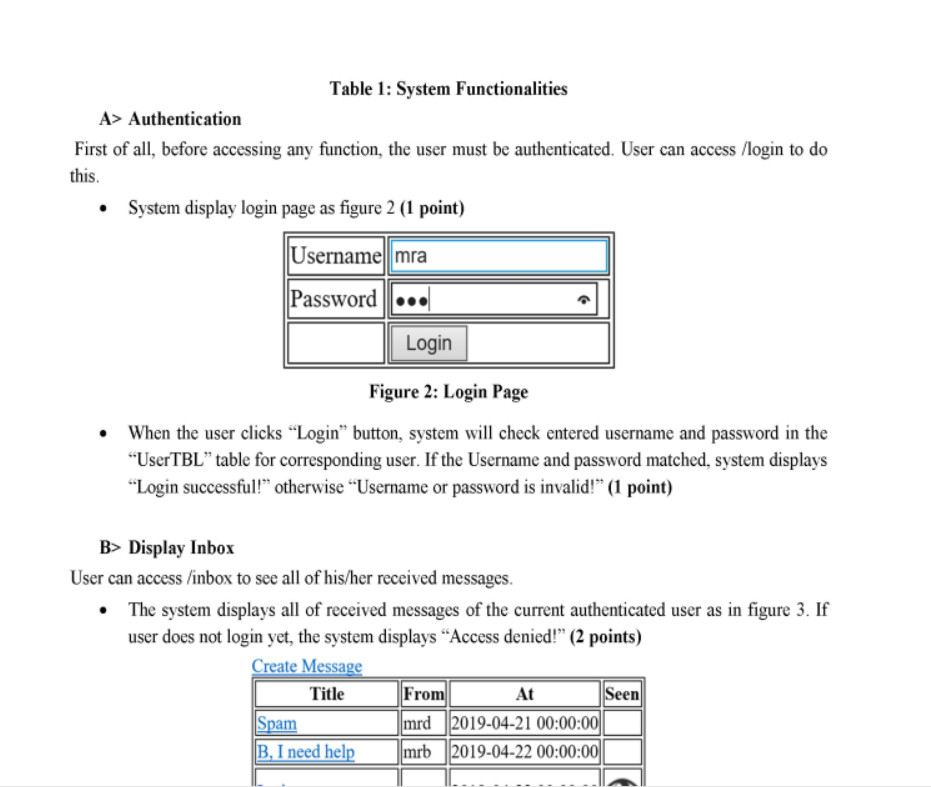 Table 1: System Functionalities
A> Authentication
First of all, before accessing any function, the user must be authenticated. User can access /login to do
this.
• System display login page as figure 2 (1 point)
Username mra
Password •••
Login
Figure 2: Login Page
• When the user clicks “Login” button, system will check entered username and password in the
“UserTBL” table for corresponding user. If the Username and password matched, system displays
“Login successful!” otherwise “Username or password is invalid!” (1 point)
B> Display Inbox
User can access /inbox to see all of his/her received messages.
• The system displays all of received messages of the current authenticated user as in figure 3. If
user does not login yet, the system displays “Access denied!” (2 points)
Create Message
Title From At Seen
Spam mrd 2019-04-21 00:00:00
B, I need help mrb 2019-04-22 00:00:00